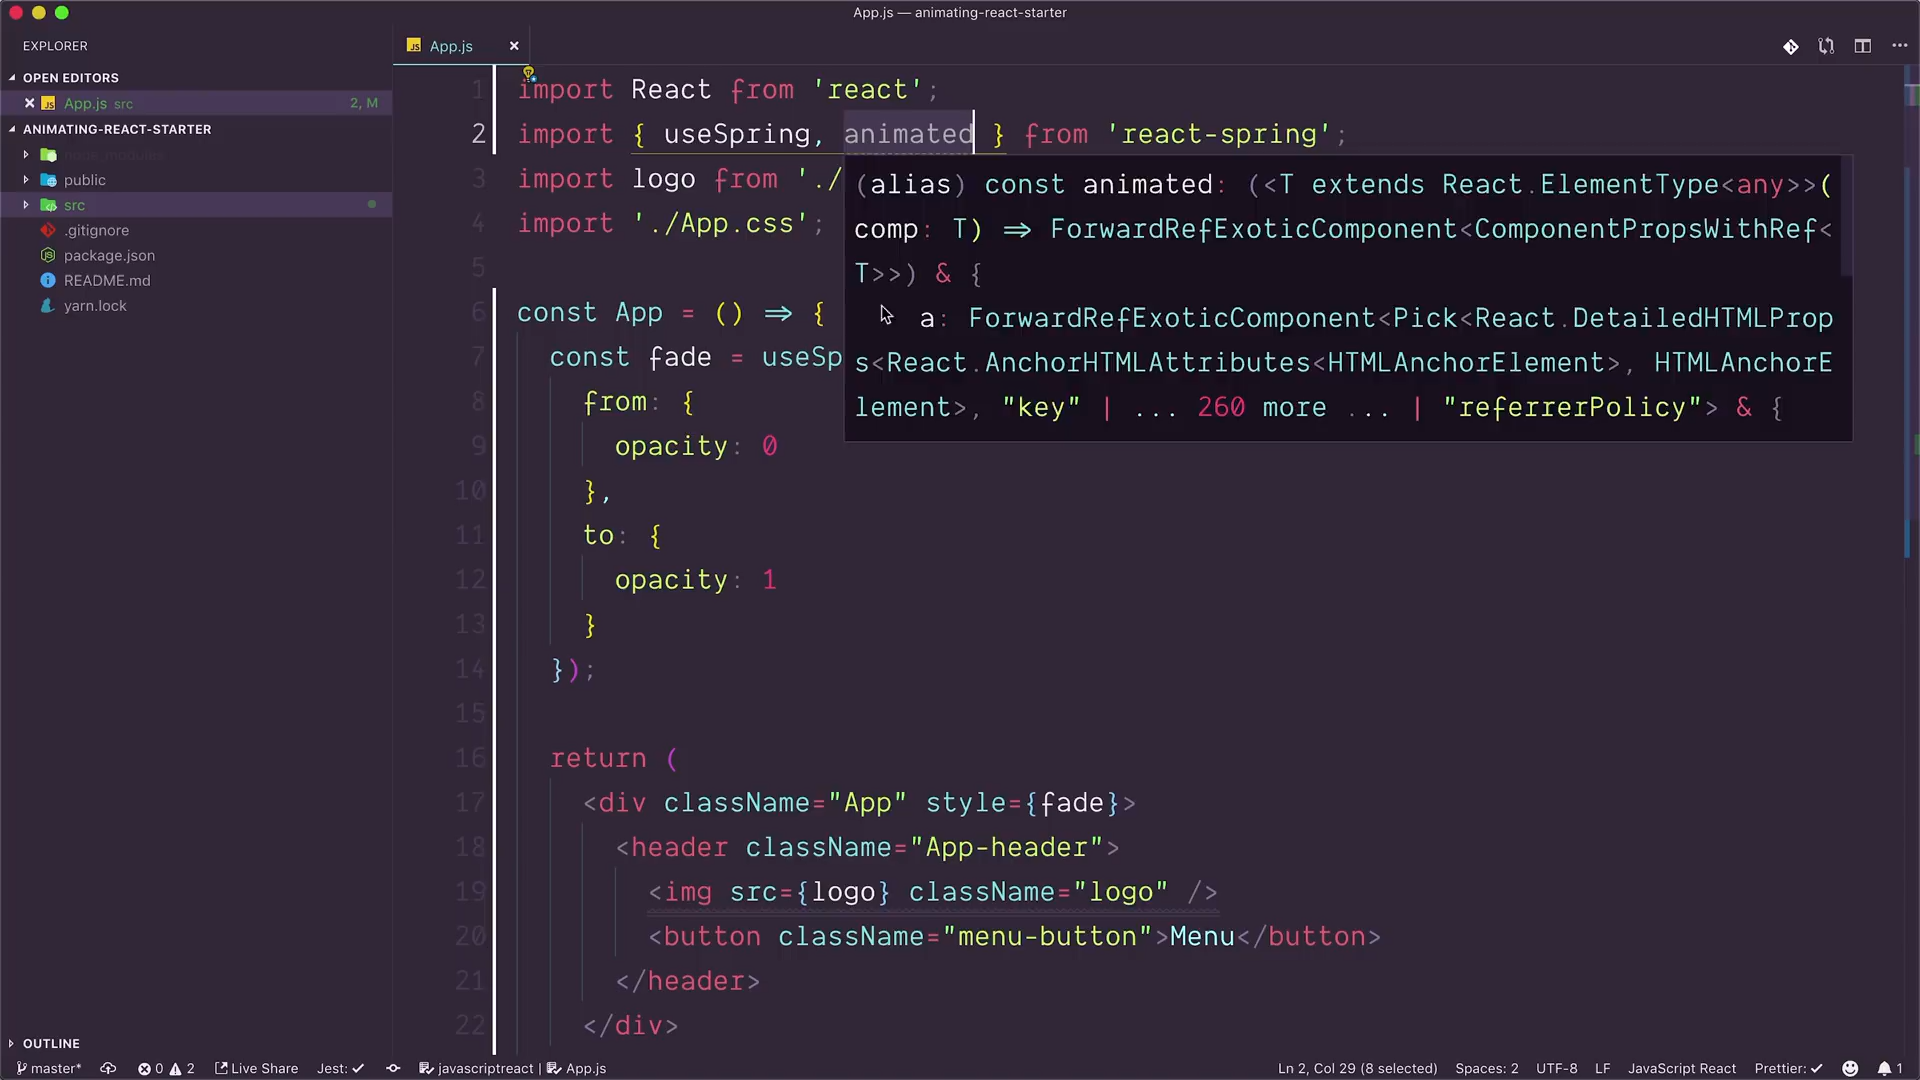 App.js — animating-react-starter
EXPLORER
OPEN EDITORS
App.js src 2, M
ANIMATING-REACT-STARTER
node_modules
public
src
.gitignore
package.json
README.md
yarn.lock
OUTLINE
JS App.js
1 import React from 'react';
2 import { useSpring, animated } from 'react-spring';
3 import logo from './
4 import './App.css';
5
6 const App = () => {
7 const fade = useSp
8 from: {
9 opacity: 0
10 },
11 to: {
12 opacity: 1
13 }
14 });
15
16 return (
17 <div className="App" style={fade}>
18 <header className="App-header">
19 <img src={logo} className="logo" />
20 <button className="menu-button">Menu</button>
21 </header>
22 </div>
(alias) const animated: (<T extends React.ElementType<any>>(
comp: T) => ForwardRefExoticComponent<ComponentPropsWithRef<
T>>) & {
a: ForwardRefExoticComponent<Pick<React.DetailedHTMLProp
s<React.AnchorHTMLAttributes<HTMLAnchorElement>, HTMLAnchorE
lement>, "key" | ... 260 more ... | "referrerPolicy"> & {
master* 0 2 Live Share Jest: ✓ javascriptreact | App.js Ln 2, Col 29 (8 selected) Spaces: 2 UTF-8 LF JavaScript React Prettier: ✓ 1